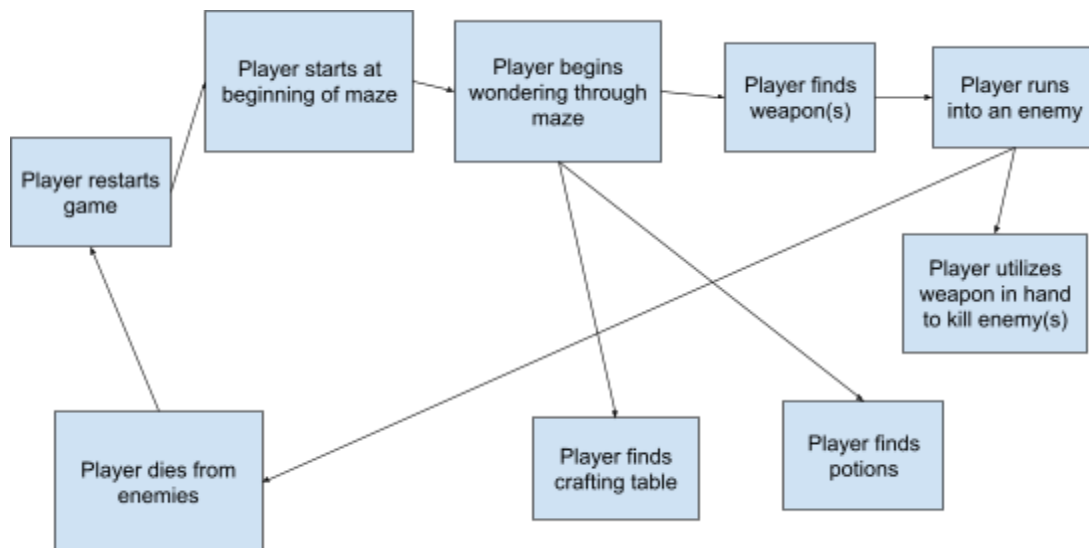 Player starts at
beginning of maze
Player begins
wondering through
maze
Player finds
weapon(s)
Player runs
into an enemy
Player restarts
game
Player utilizes
weapon in hand
to kill enemy(s)
Player dies from
enemies
Player finds
crafting table
Player finds
potions